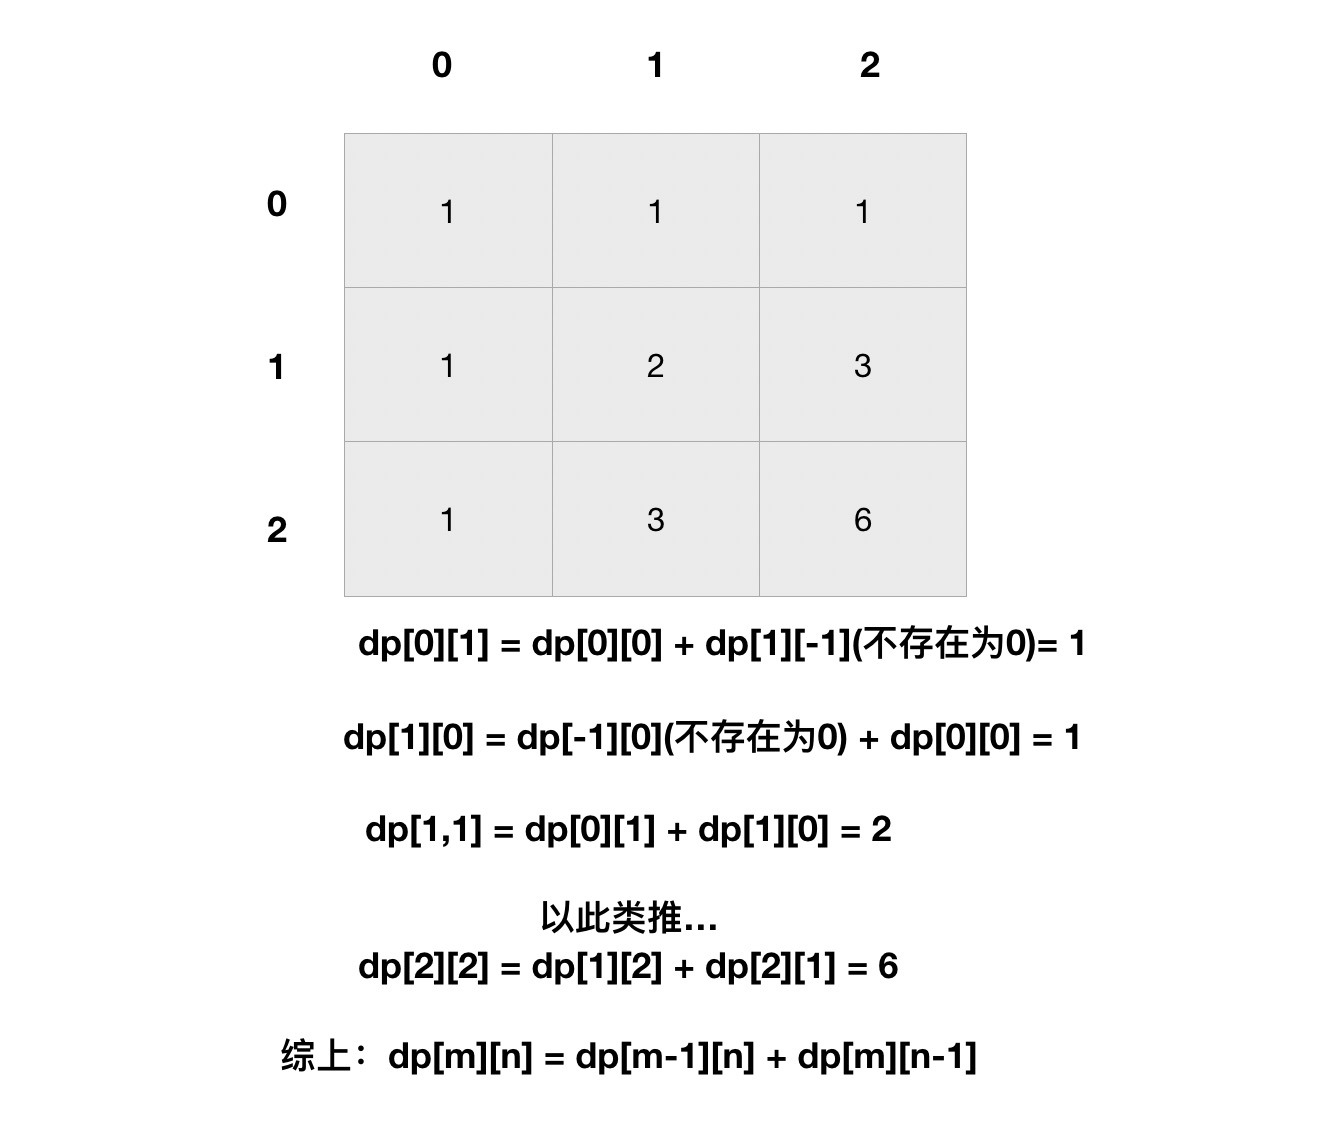 0 1 2
0 1 1 1
1 1 2 3
2 1 3 6
dp[0][1] = dp[0][0] + dp[1][-1](不存在为0)= 1
dp[1][0] = dp[-1][0](不存在为0) + dp[0][0] = 1
dp[1,1] = dp[0][1] + dp[1][0] = 2
以此类推...
dp[2][2] = dp[1][2] + dp[2][1] = 6
综上：dp[m][n] = dp[m-1][n] + dp[m][n-1]